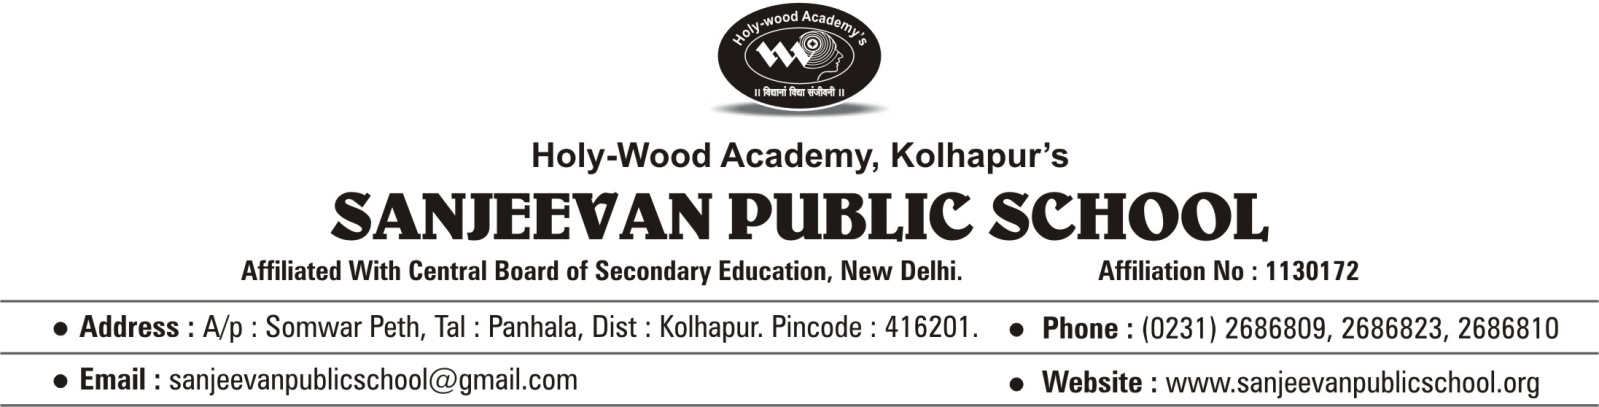 Holy-wood Academy's
।। विद्यानां विद्या संजीवनी ।।
Holy-Wood Academy, Kolhapur’s
SANJEEVAN PUBLIC SCHOOL
Affiliated With Central Board of Secondary Education, New Delhi. Affiliation No : 1130172
● Address : A/p : Somwar Peth, Tal : Panhala, Dist : Kolhapur. Pincode : 416201. ● Phone : (0231) 2686809, 2686823, 2686810
● Email : sanjeevanpublicschool@gmail.com ● Website : www.sanjeevanpublicschool.org